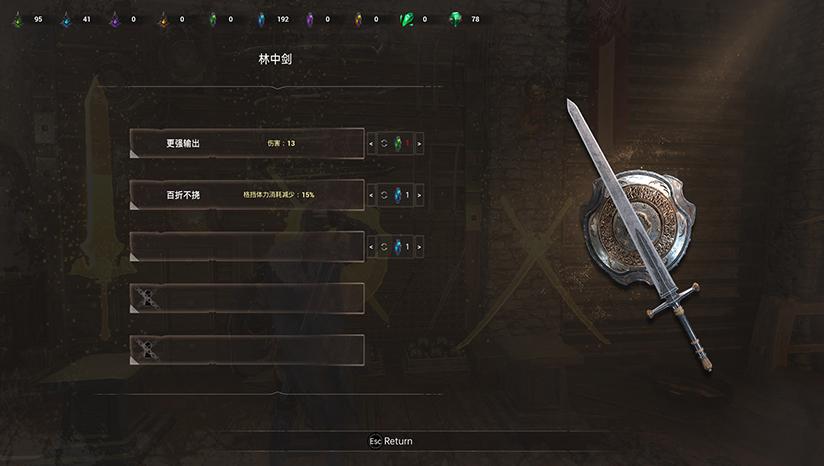 95 41 0 0 0 192 0 0 0 78
林中剑
更强输出 伤害：13 < 1 >
百折不挠 格挡体力消耗减少：15% < 1 >
< 1 >
Esc Return